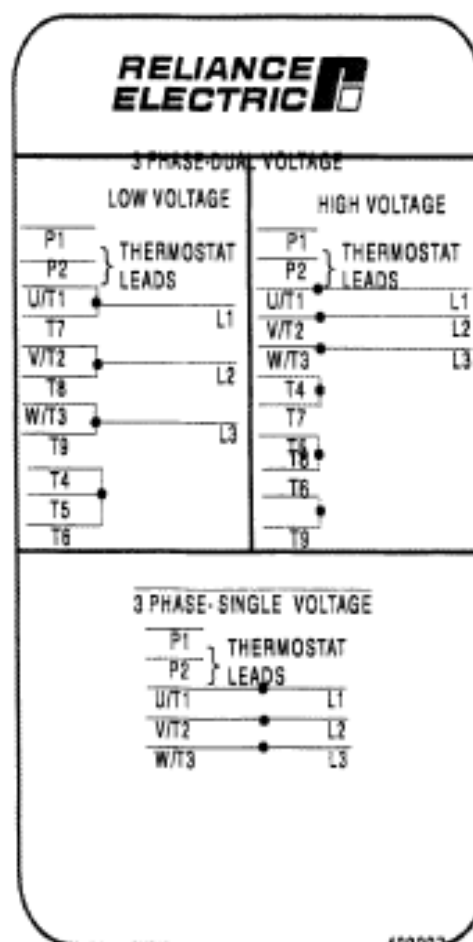 RELIANCE
ELECTRIC
3 PHASE-DUAL VOLTAGE
LOW VOLTAGE
P1
P2
THERMOSTAT
LEADS
U/T1
L1
T7
V/T2
L2
T8
W/T3
L3
T9
T4
T5
T6
HIGH VOLTAGE
P1
P2
THERMOSTAT
LEADS
U/T1
L1
V/T2
L2
W/T3
L3
T4
T7
T5
T8
T6
T9
3 PHASE-SINGLE VOLTAGE
P1
P2
THERMOSTAT
LEADS
U/T1
L1
V/T2
L2
W/T3
L3